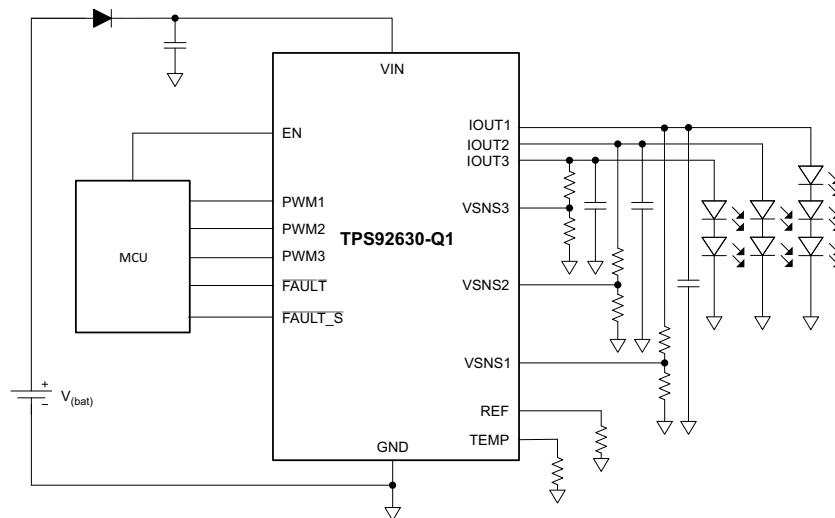 VIN
EN
IOUT1
IOUT2
IOUT3
PWM1
VSNS3
PWM2
TPS92630-Q1
MCU
PWM3
FAULT
VSNS2
FAULT_S
VSNS1
+
V(bat)
–
REF
TEMP
GND